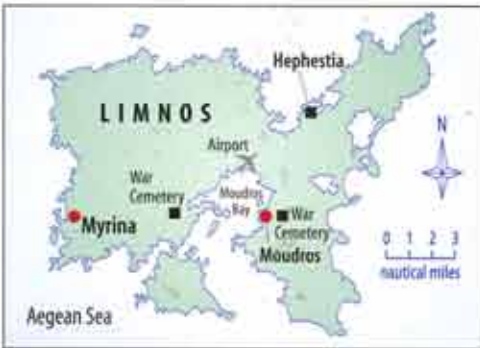 Hephestia
LIMNOS
N
Airport
War
Cemetery
Moudros
Bay
Myrina
War
Cemetery
Moudros
0 1 2 3
nautical miles
Aegean Sea